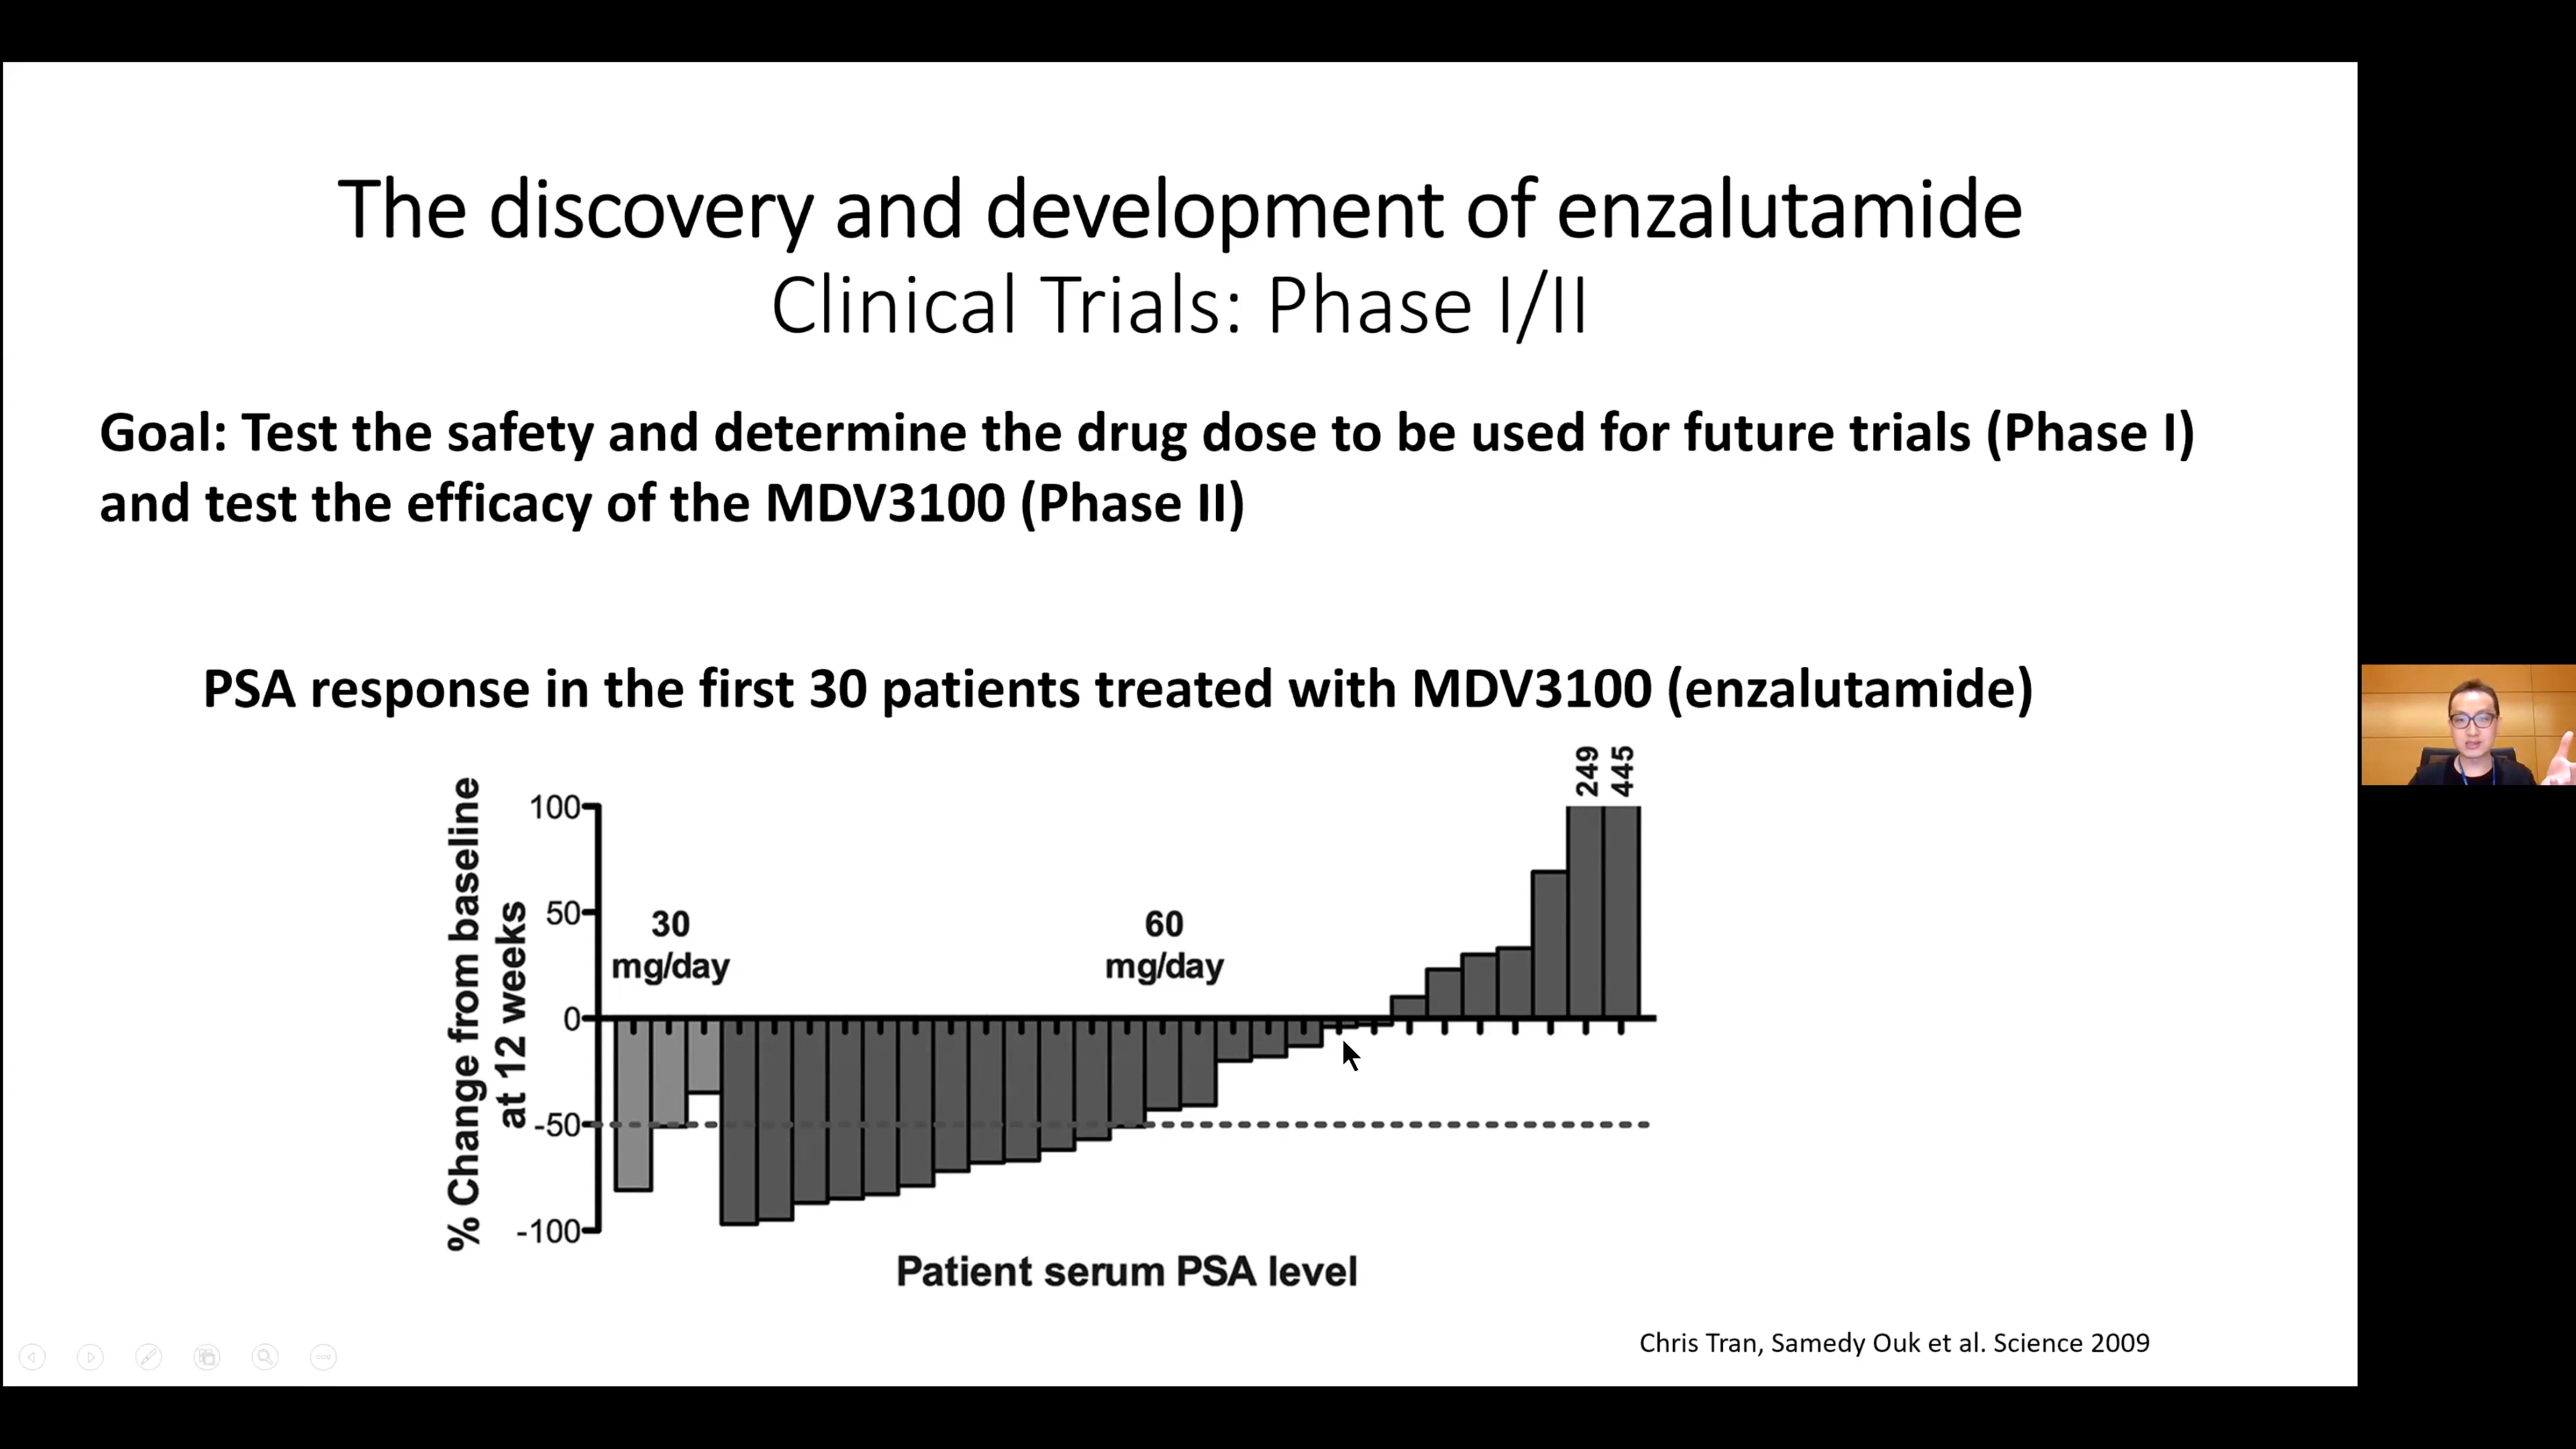 The discovery and development of enzalutamide
Clinical Trials: Phase I/II
Goal: Test the safety and determine the drug dose to be used for future trials (Phase I)
and test the efficacy of the MDV3100 (Phase II)
PSA response in the first 30 patients treated with MDV3100 (enzalutamide)
% Change from baseline
at 12 weeks
100
50
0
-50
-100
30
mg/day
60
mg/day
249
445
Patient serum PSA level
Chris Tran, Samedy Ouk et al. Science 2009